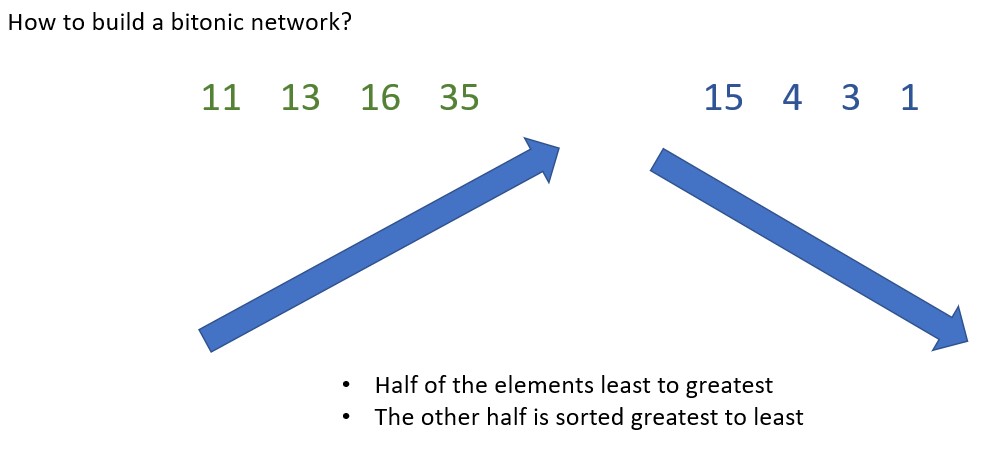 How to build a bitonic network?
11 13 16 35 15 4 3 1
• Half of the elements least to greatest
• The other half is sorted greatest to least